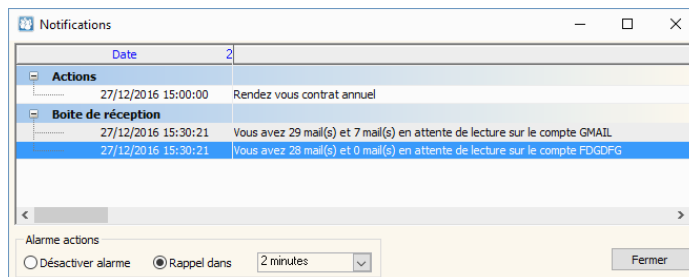 Notifications
Date 2
Actions
27/12/2016 15:00:00 Rendez vous contrat annuel
Boite de réception
27/12/2016 15:30:21 Vous avez 29 mail(s) et 7 mail(s) en attente de lecture sur le compte GMAIL
27/12/2016 15:30:21 Vous avez 28 mail(s) et 0 mail(s) en attente de lecture sur le compte FDGDFG
Alarme actions
Désactiver alarme Rappel dans 2 minutes Fermer